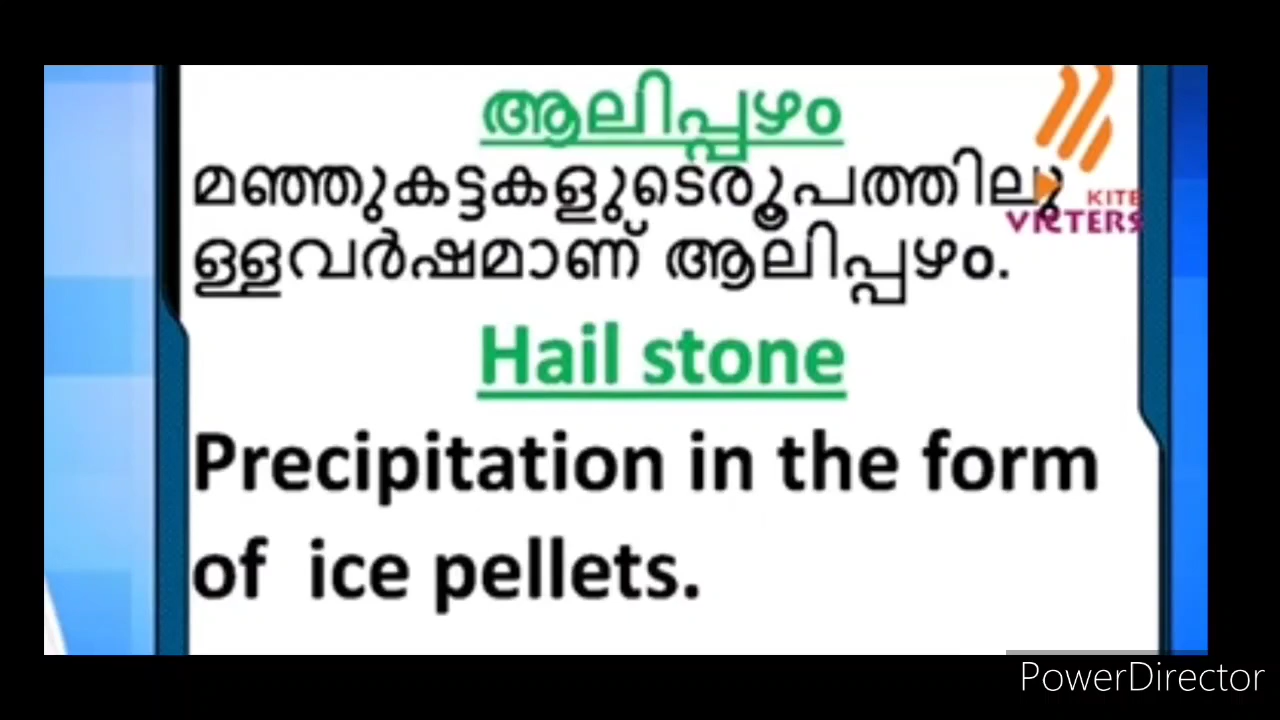 ആലിപ്പഴം
മഞ്ഞുകട്ടകളുടെരൂപത്തിലു
ള്ളവർഷമാണ് ആലിപ്പഴം.
KITE
VICTERS
Hail stone
Precipitation in the form
of ice pellets.
PowerDirector